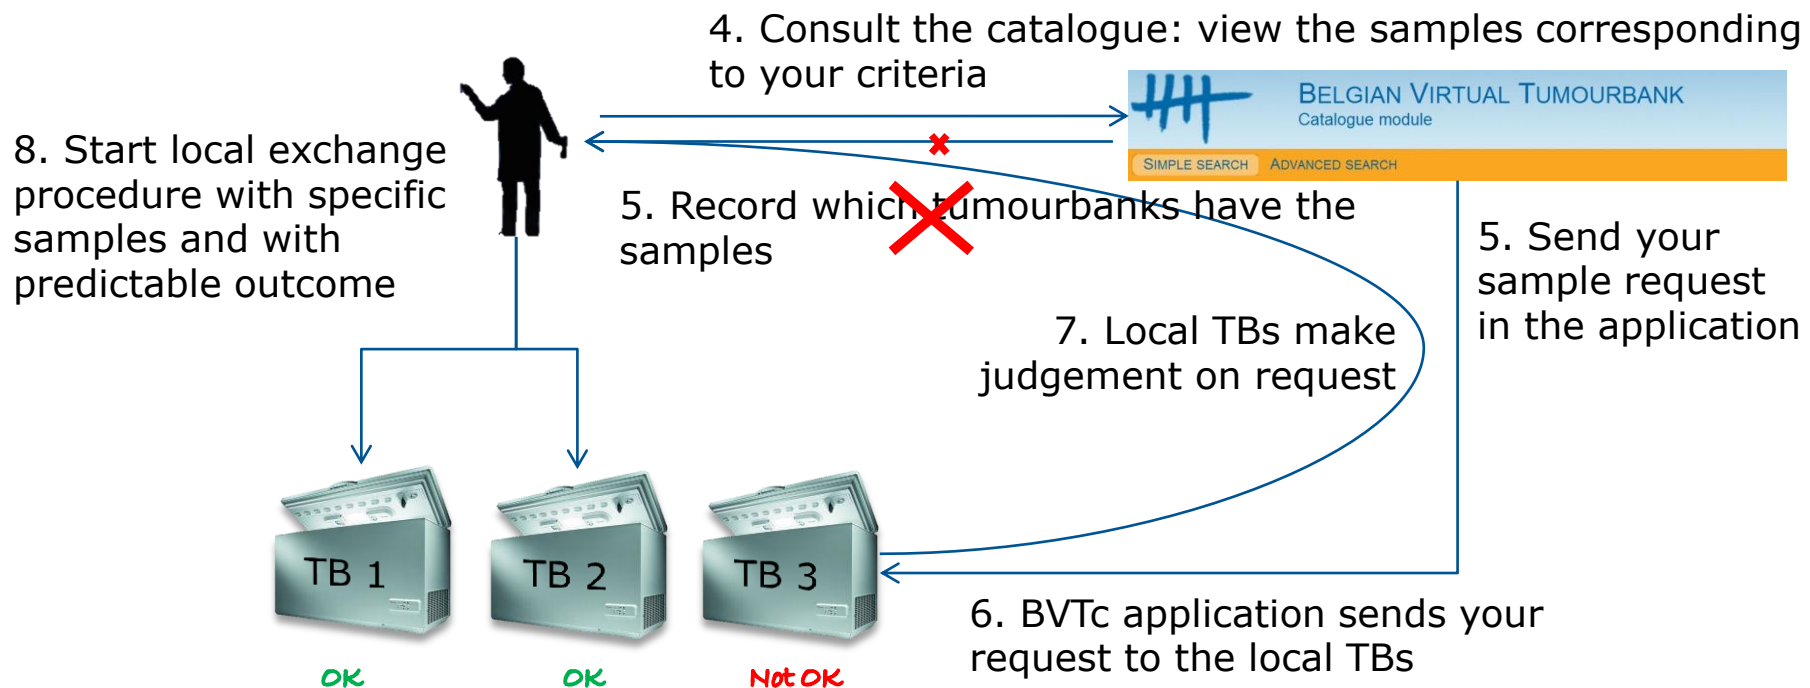 4. Consult the catalogue: view the samples corresponding
to your criteria
BELGIAN VIRTUAL TUMOURBANK
Catalogue module
SIMPLE SEARCH ADVANCED SEARCH
8. Start local exchange
procedure with specific
samples and with
predictable outcome
5. Record which tumourbanks have the
samples
5. Send your
sample request
in the application
7. Local TBs make
judgement on request
TB 1
TB 2
TB 3
6. BVTc application sends your
request to the local TBs
OK
OK
Not OK